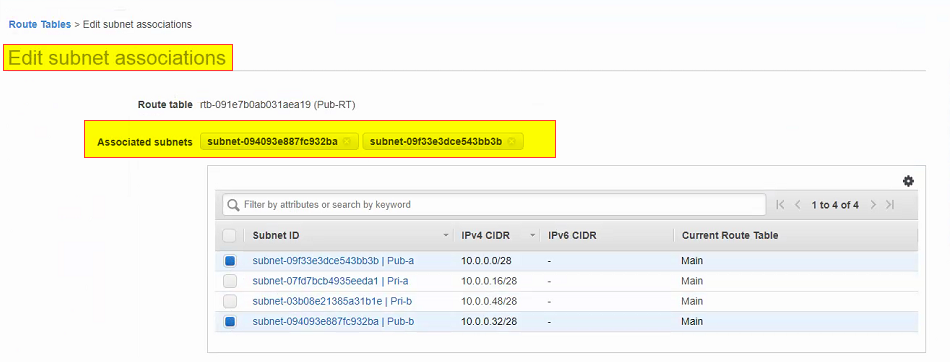 Route Tables > Edit subnet associations
Edit subnet associations
Route table rtb-091e7b0ab031aea19 (Pub-RT)
Associated subnets subnet-094093e887fc932ba subnet-09f33e3dce543bb3b
Filter by attributes or search by keyword 1 to 4 of 4
Subnet ID IPv4 CIDR IPv6 CIDR Current Route Table
subnet-09f33e3dce543bb3b | Pub-a 10.0.0.0/28 - Main
subnet-07fd7bcb4935eeda1 | Pri-a 10.0.0.16/28 - Main
subnet-03b08e21385a31b1e | Pri-b 10.0.0.48/28 - Main
subnet-094093e887fc932ba | Pub-b 10.0.0.32/28 - Main